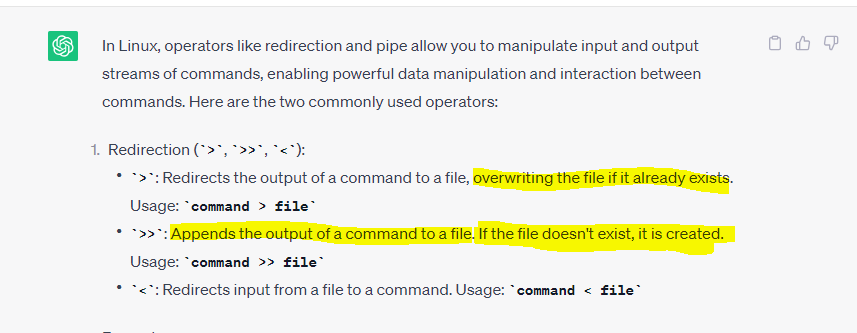 In Linux, operators like redirection and pipe allow you to manipulate input and output
streams of commands, enabling powerful data manipulation and interaction between
commands. Here are the two commonly used operators:
1. Redirection (`>`, `>>`, `<`):
• `>`: Redirects the output of a command to a file, overwriting the file if it already exists.
Usage: `command > file`
• `>>`: Appends the output of a command to a file. If the file doesn't exist, it is created.
Usage: `command >> file`
• `<`: Redirects input from a file to a command. Usage: `command < file`